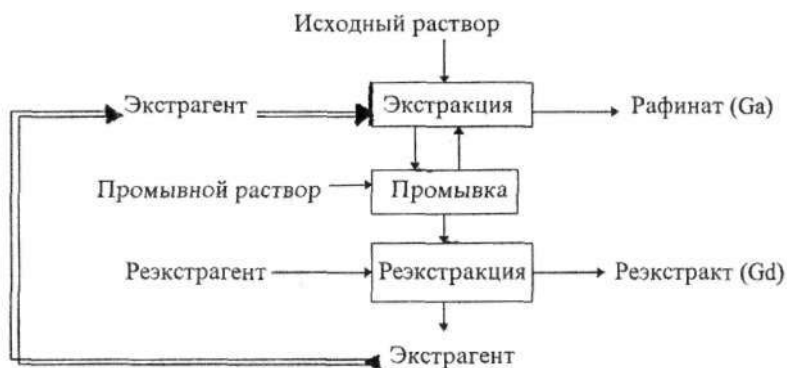 Исходный раствор
Экстрагент
Экстракция
Рафинат (Ga)
Промывной раствор
Промывка
Реэкстрагент
Реэкстракция
Реэкстракт (Gd)
Экстрагент